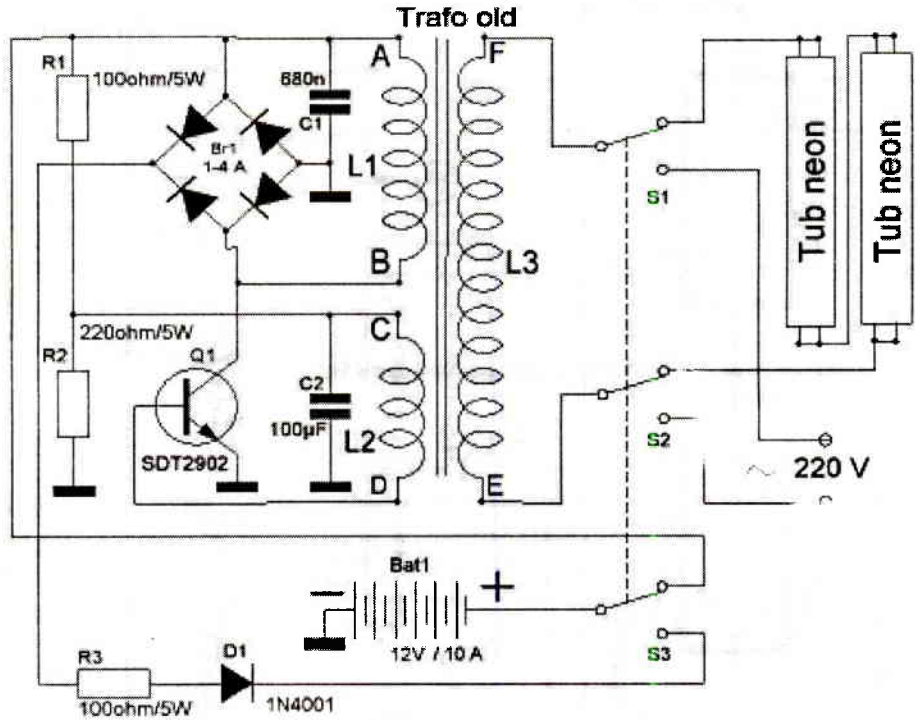 Trafo old
A
F
R1
100ohm/5W
680n
C1
Br1
1-4 A
L1
S1
Tub neon
Tub neon
B
L3
220ohm/5W
C
R2
Q1
C2
100µF
L2
S2
SDT2902
D
E
~ 220 V
Bat1
– +
12V / 10 A
S3
R3
D1
100ohm/5W
1N4001